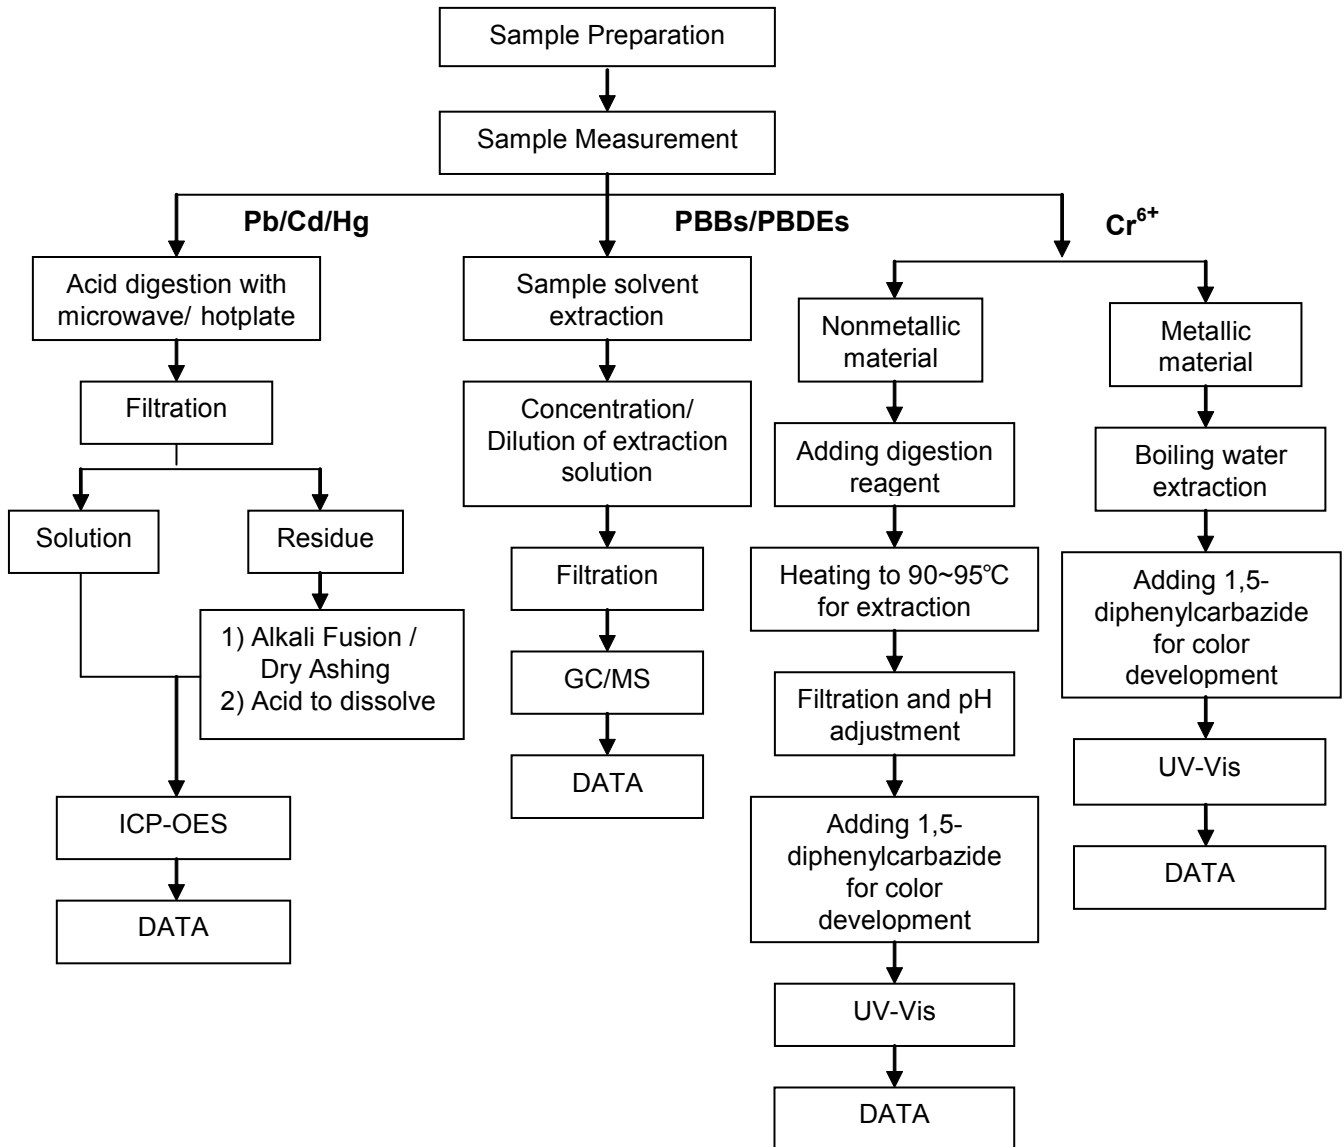 Sample Preparation
Sample Measurement
Pb/Cd/Hg
PBBs/PBDEs
Cr⁶⁺
Acid digestion with
microwave/ hotplate
Filtration
Solution
Residue
1) Alkali Fusion /
Dry Ashing
2) Acid to dissolve
ICP-OES
DATA
Sample solvent
extraction
Concentration/
Dilution of extraction
solution
Filtration
GC/MS
DATA
Nonmetallic
material
Adding digestion
reagent
Heating to 90~95℃
for extraction
Filtration and pH
adjustment
Adding 1,5-
diphenylcarbazide
for color
development
UV-Vis
DATA
Metallic
material
Boiling water
extraction
Adding 1,5-
diphenylcarbazide
for color
development
UV-Vis
DATA